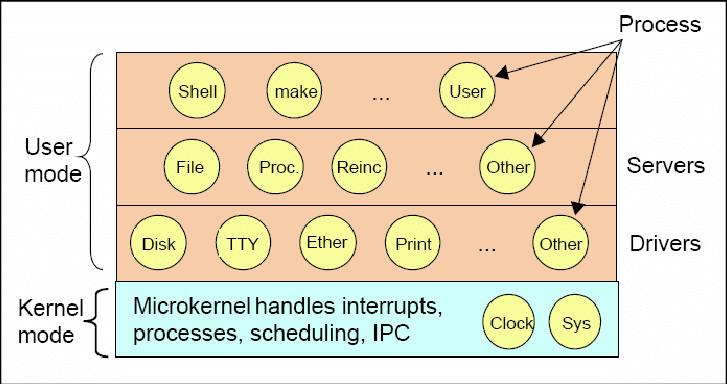 Process
Shell make ... User
User
mode
File Proc. Reinc ... Other Servers
Disk TTY Ether Print ... Other Drivers
Kernel
mode
Microkernel handles interrupts,
processes, scheduling, IPC
Clock Sys